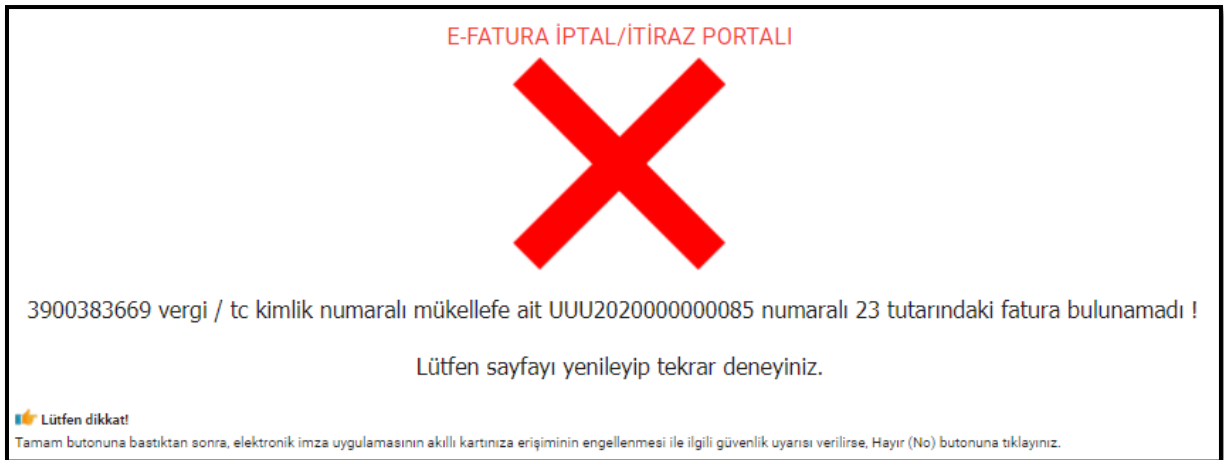 E-FATURA İPTAL/İTİRAZ PORTALI
3900383669 vergi / tc kimlik numaralı mükellefe ait UUU2020000000085 numaralı 23 tutarındaki fatura bulunamadı !
Lütfen sayfayı yenileyip tekrar deneyiniz.
Lütfen dikkat!
Tamam butonuna bastıktan sonra, elektronik imza uygulamasının akıllı kartınıza erişiminin engellenmesi ile ilgili güvenlik uyarısı verilirse, Hayır (No) butonuna tıklayınız.